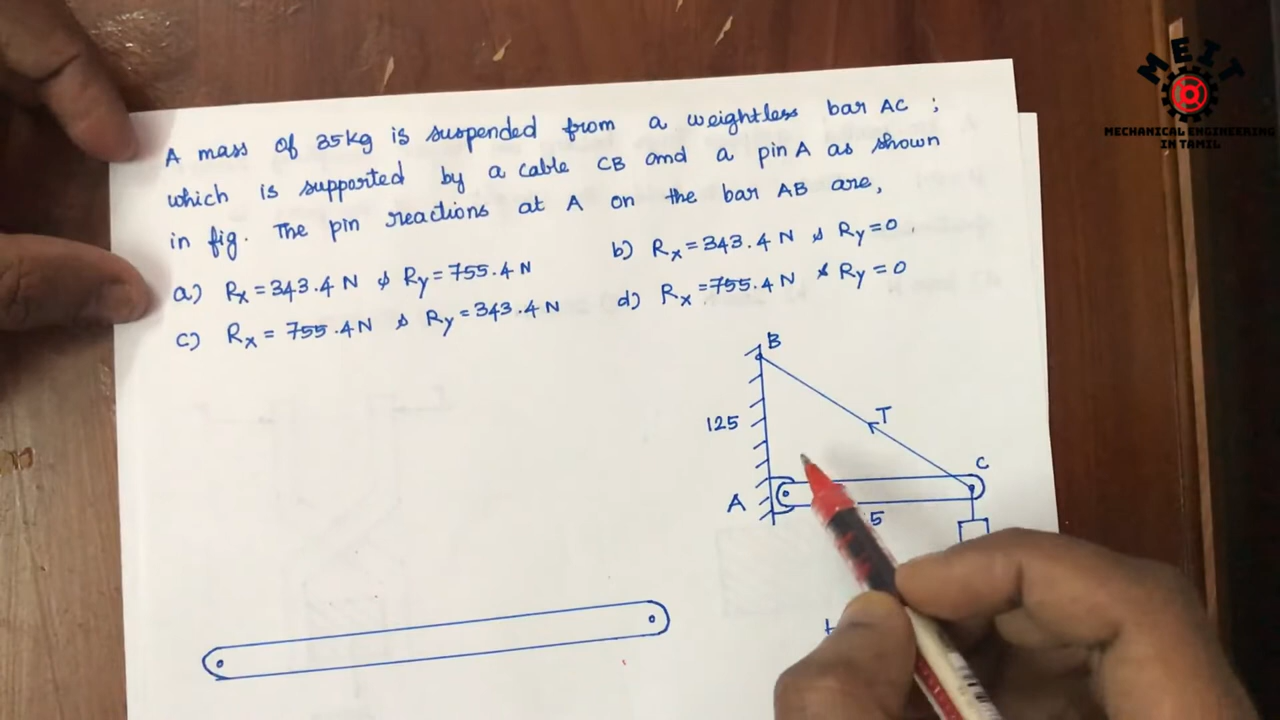 A mass of 35kg is suspended from a weightless bar AC ;
which is supported by a cable CB and a pin A as shown
in fig. The pin reactions at A on the bar AB are,
a) Rx = 343.4 N & Ry = 755.4 N
b) Rx = 343.4 N & Ry = 0 .
c) Rx = 755.4 N & Ry = 343.4 N
d) Rx = 755.4 N & Ry = 0
B
125
T
C
A
5
MEIT
MECHANICAL ENGINEERING
IN TAMIL